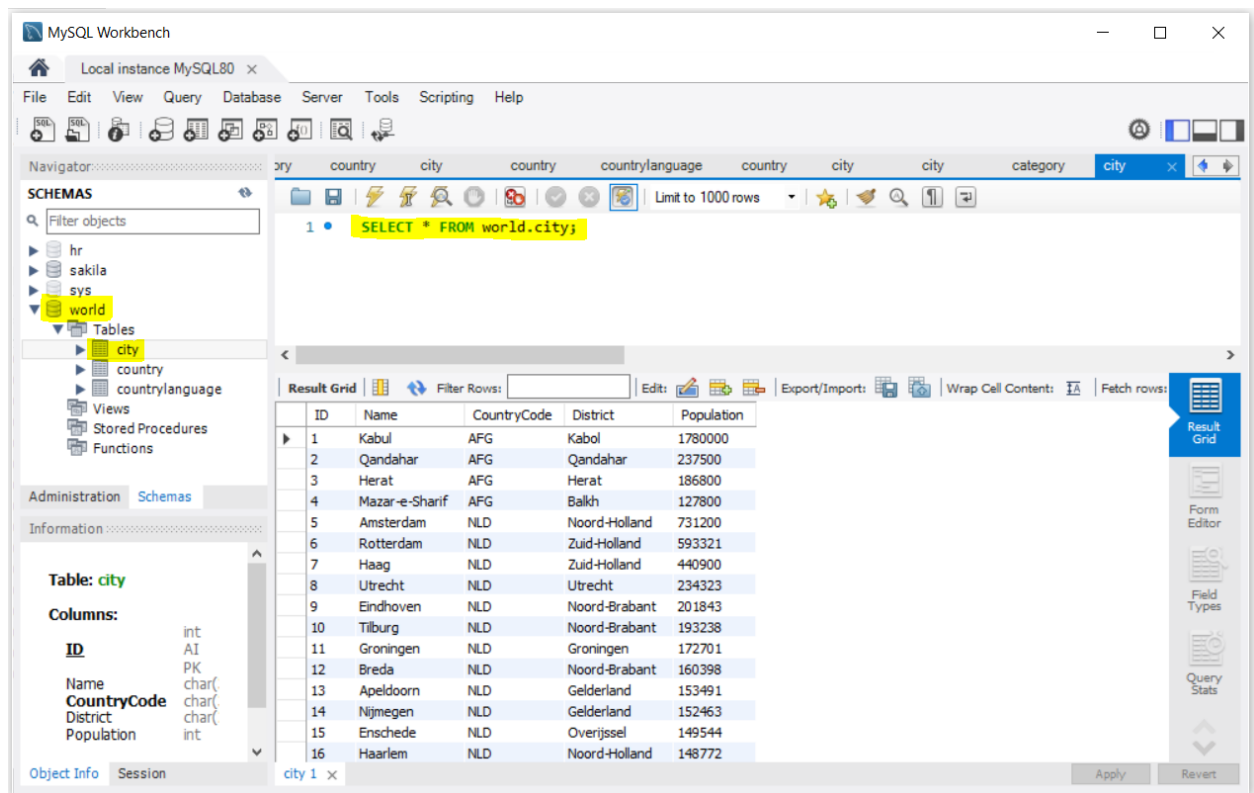 MySQL Workbench
Local instance MySQL80
File Edit View Query Database Server Tools Scripting Help
Navigator
SCHEMAS
Filter objects
hr
sakila
sys
world
Tables
city
country
countrylanguage
Views
Stored Procedures
Functions
Administration Schemas
Information
Table: city
Columns:
ID int AI PK
Name char(
CountryCode char(
District char(
Population int
Object Info Session
ory country city country countrylanguage country city city category city
Limit to 1000 rows
1 SELECT * FROM world.city;
Result Grid Filter Rows: Edit: Export/Import: Wrap Cell Content: Fetch rows:
ID Name CountryCode District Population
1 Kabul AFG Kabol 1780000
2 Qandahar AFG Qandahar 237500
3 Herat AFG Herat 186800
4 Mazar-e-Sharif AFG Balkh 127800
5 Amsterdam NLD Noord-Holland 731200
6 Rotterdam NLD Zuid-Holland 593321
7 Haag NLD Zuid-Holland 440900
8 Utrecht NLD Utrecht 234323
9 Eindhoven NLD Noord-Brabant 201843
10 Tilburg NLD Noord-Brabant 193238
11 Groningen NLD Groningen 172701
12 Breda NLD Noord-Brabant 160398
13 Apeldoorn NLD Gelderland 153491
14 Nijmegen NLD Gelderland 152463
15 Enschede NLD Overijssel 149544
16 Haarlem NLD Noord-Holland 148772
Result
Grid
Form
Editor
Field
Types
Query
Stats
city 1
Apply Revert